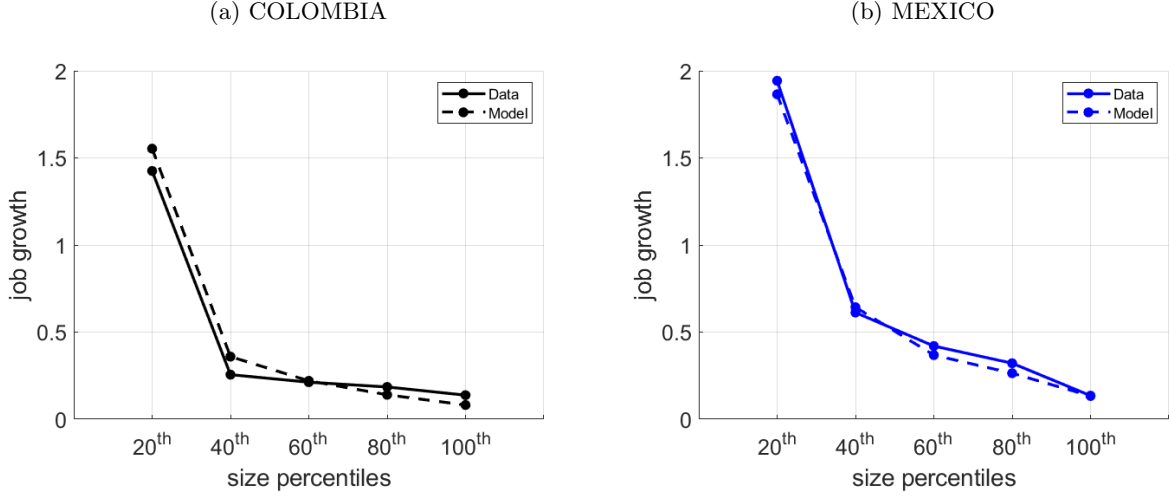 (a) COLOMBIA
2
1.5
1
0.5
0
job growth
Data
Model
20th
40th
60th
80th
100th
size percentiles
(b) MEXICO
2
1.5
1
0.5
0
job growth
Data
Model
20th
40th
60th
80th
100th
size percentiles